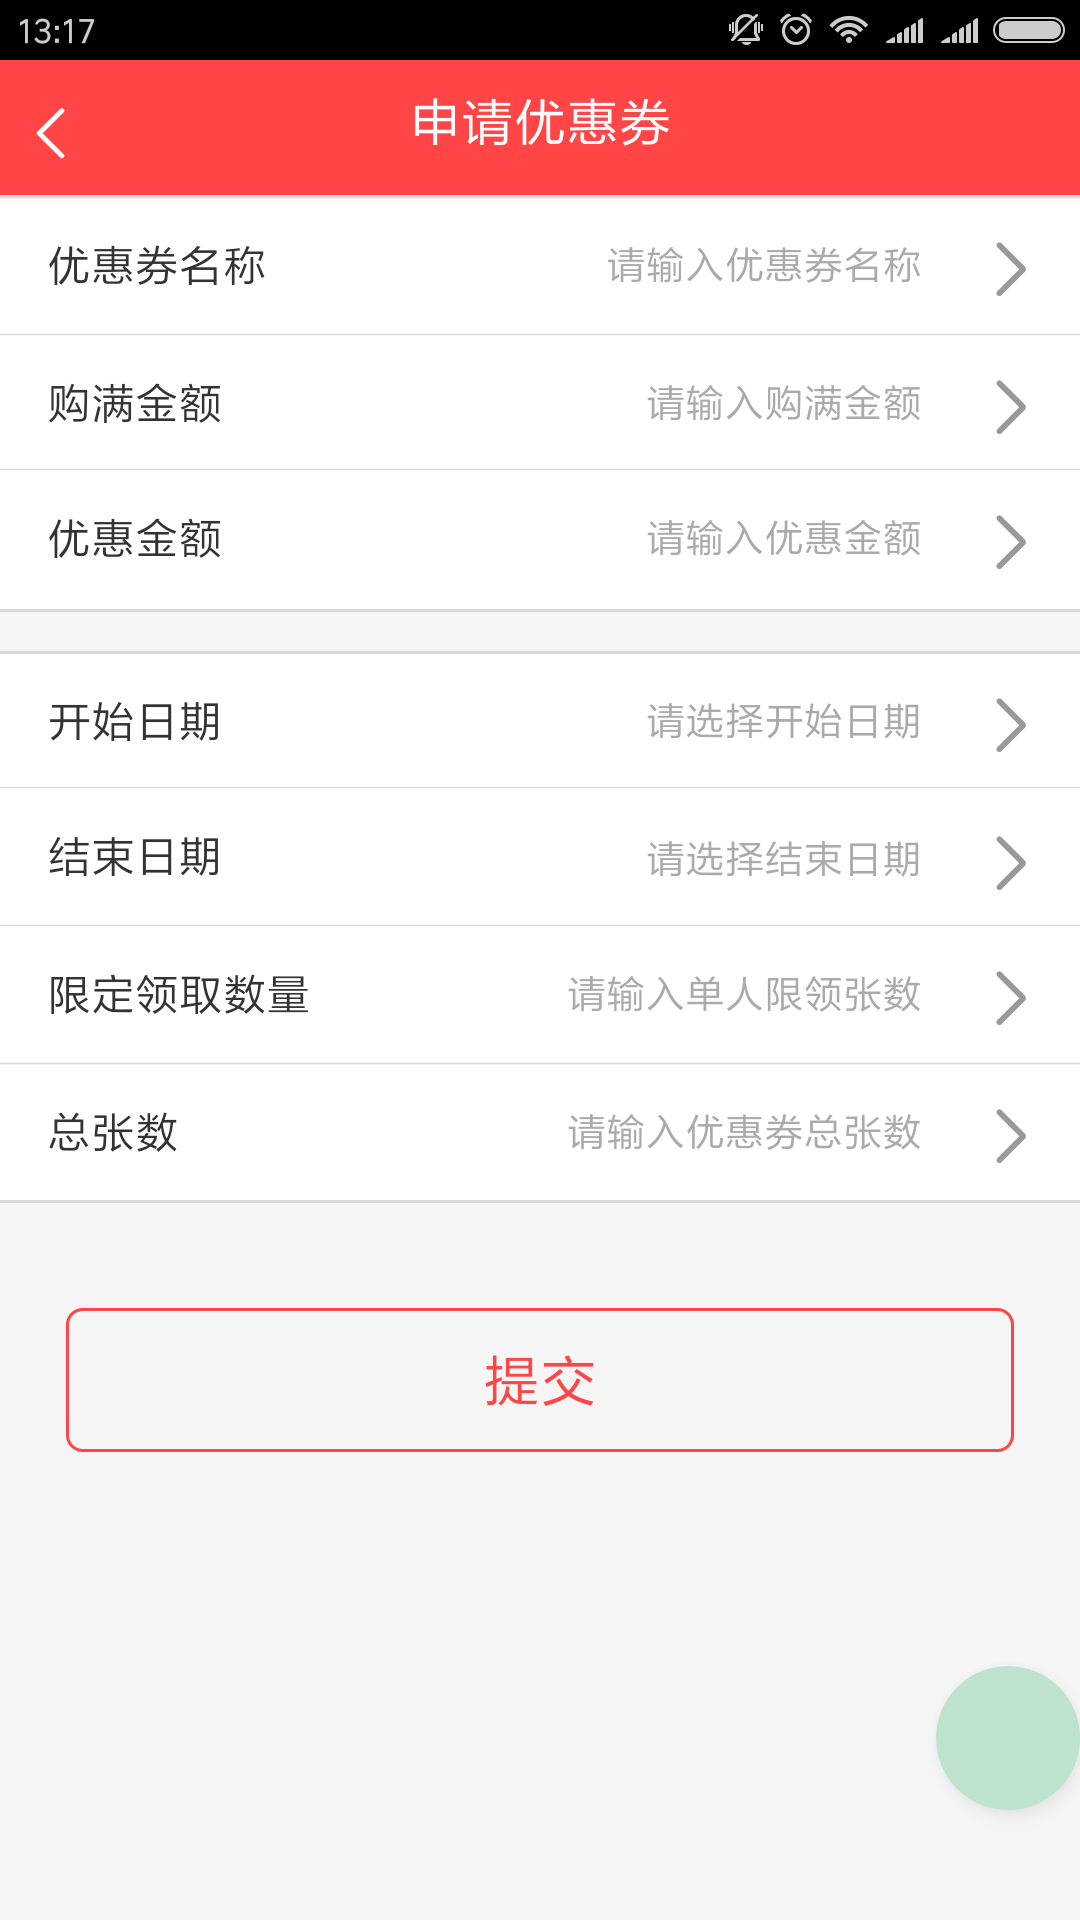 13:17
申请优惠券
优惠券名称 请输入优惠券名称
购满金额 请输入购满金额
优惠金额 请输入优惠金额
开始日期 请选择开始日期
结束日期 请选择结束日期
限定领取数量 请输入单人限领张数
总张数 请输入优惠券总张数
提交